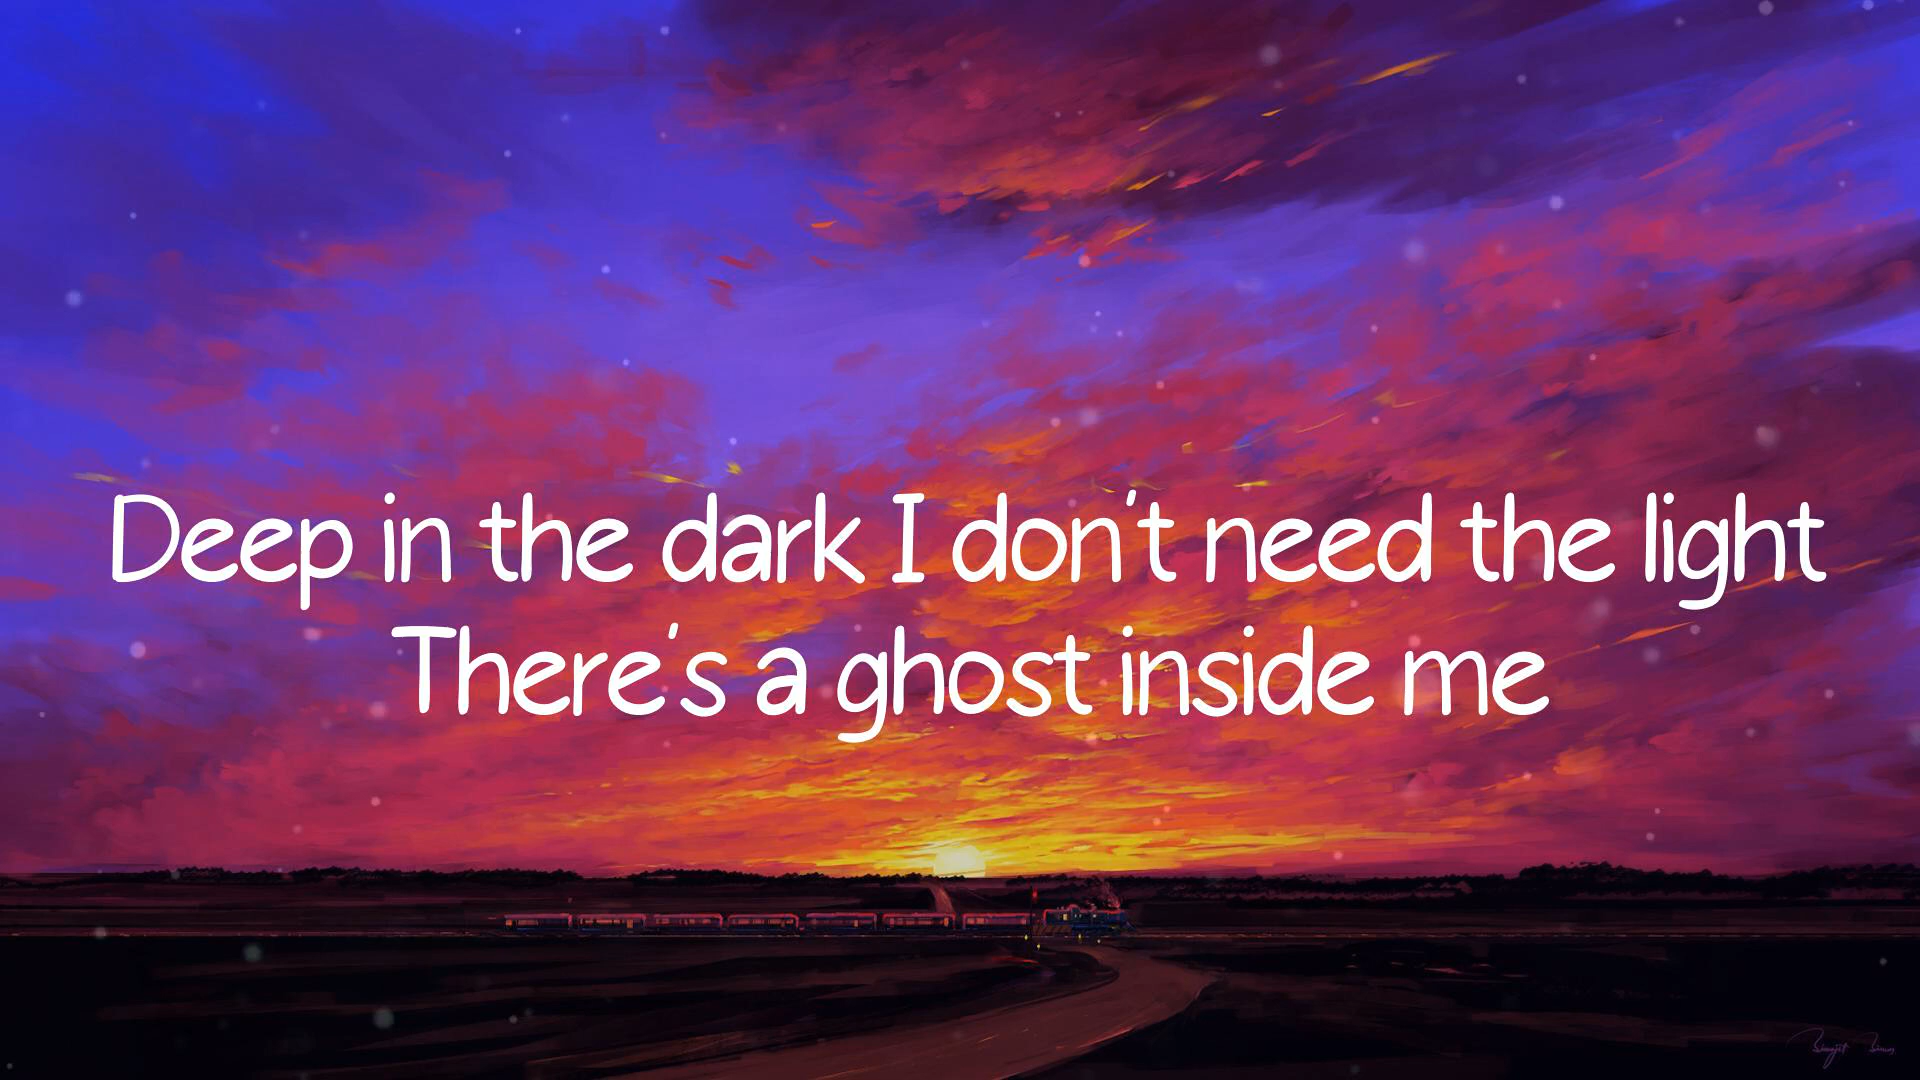 Deep in the dark I don't need the light
There's a ghost inside me